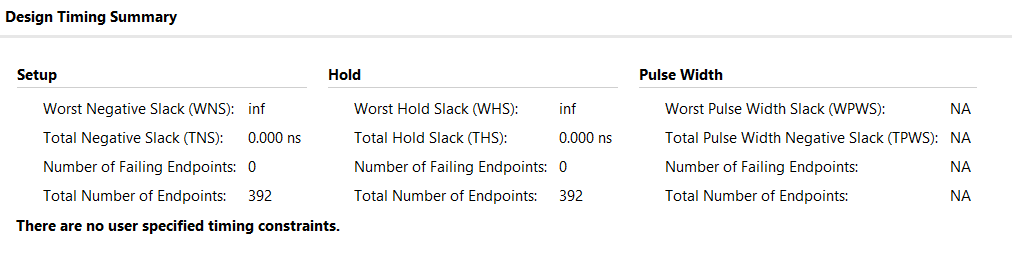 Design Timing Summary
Setup Hold Pulse Width
Worst Negative Slack (WNS): inf Worst Hold Slack (WHS): inf Worst Pulse Width Slack (WPWS): NA
Total Negative Slack (TNS): 0.000 ns Total Hold Slack (THS): 0.000 ns Total Pulse Width Negative Slack (TPWS): NA
Number of Failing Endpoints: 0 Number of Failing Endpoints: 0 Number of Failing Endpoints: NA
Total Number of Endpoints: 392 Total Number of Endpoints: 392 Total Number of Endpoints: NA
There are no user specified timing constraints.